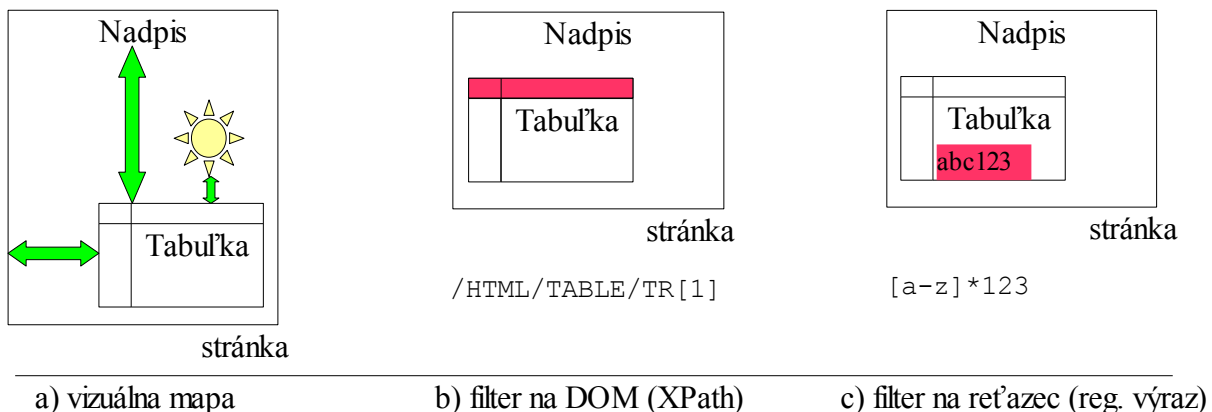 Nadpis
Tabuľka
stránka
Nadpis
Tabuľka
stránka
/HTML/TABLE/TR[1]
Nadpis
Tabuľka
abc123
stránka
[a-z]*123
a) vizuálna mapa
b) filter na DOM (XPath)
c) filter na reťazec (reg. výraz)